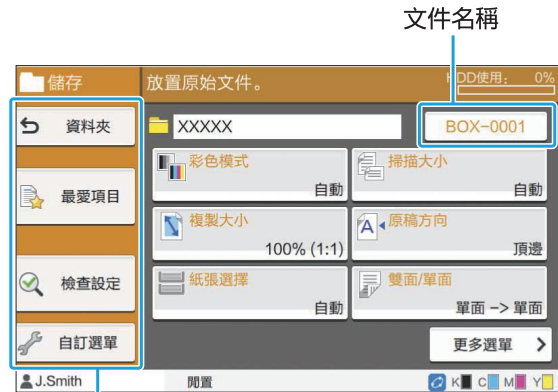 文件名稱
儲存
放置原始文件。
HDD使用: 0%
資料夾
XXXXX
BOX-0001
最愛項目
彩色模式
自動
掃描大小
自動
複製大小
100% (1:1)
原稿方向
頂邊
檢查設定
紙張選擇
自動
雙面/單面
單面 -> 單面
自訂選單
更多選單
J.Smith
閒置
K C M Y